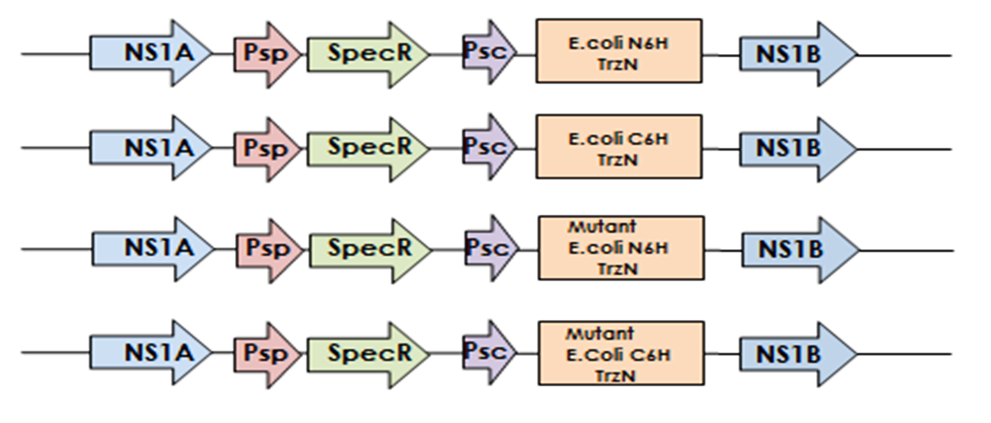 NS1A Psp SpecR Psc E.coli N6H NS1B
TrzN
NS1A Psp SpecR Psc E.coli C6H NS1B
TrzN
Mutant
NS1A Psp SpecR Psc E.coli N6H NS1B
TrzN
Mutant
NS1A Psp SpecR Psc E.Coli C6H NS1B
TrzN